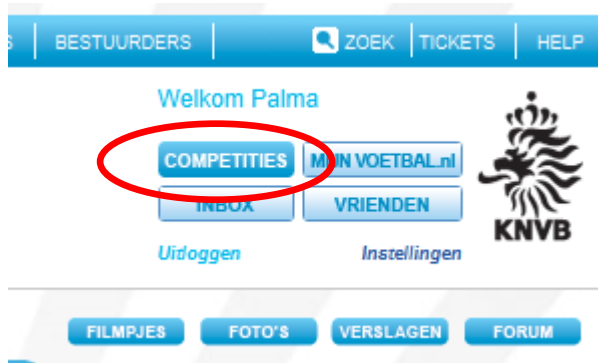 S BESTUURDERS ZOEK TICKETS HELP
Welkom Palma
COMPETITIES MIJN VOETBAL.nl
INBOX VRIENDEN
KNVB
Uitloggen Instellingen
FILMPJES FOTO'S VERSLAGEN FORUM